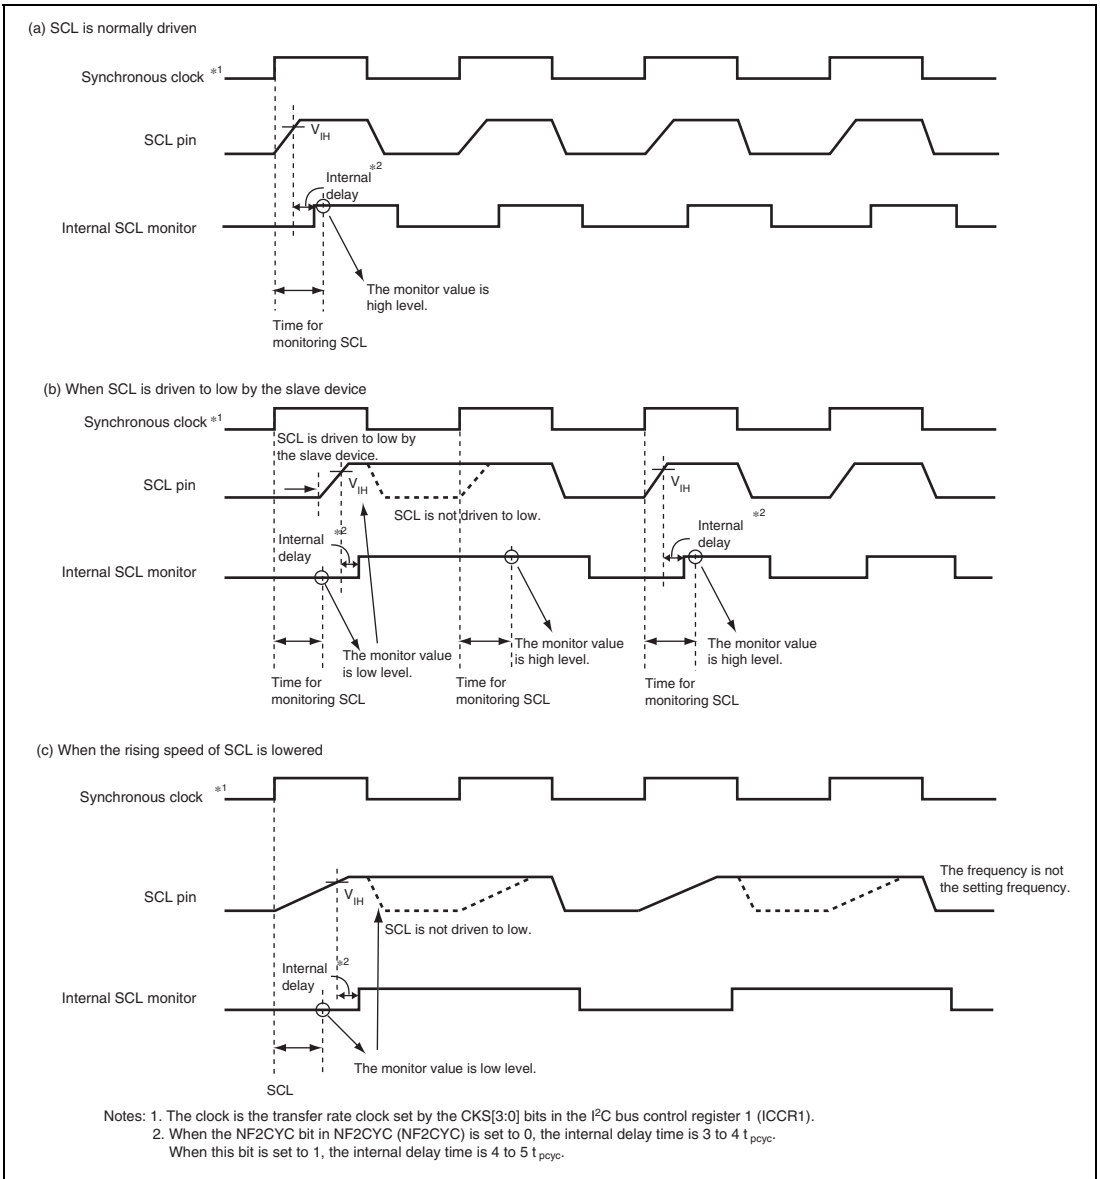 (a) SCL is normally driven
Synchronous clock *1
SCL pin
VIH
Internal *2
delay
Internal SCL monitor
The monitor value is
high level.
Time for
monitoring SCL
(b) When SCL is driven to low by the slave device
Synchronous clock *1
SCL is driven to low by
the slave device.
SCL pin
VIH
SCL is not driven to low.
VIH
Internal *2
delay
Internal *2
delay
Internal SCL monitor
The monitor value
is low level.
The monitor value
is high level.
The monitor value
is high level.
Time for
monitoring SCL
Time for
monitoring SCL
Time for
monitoring SCL
(c) When the rising speed of SCL is lowered
Synchronous clock *1
SCL pin
VIH
SCL is not driven to low.
The frequency is not
the setting frequency.
Internal *2
delay
Internal SCL monitor
The monitor value is low level.
SCL
Notes: 1. The clock is the transfer rate clock set by the CKS[3:0] bits in the I2C bus control register 1 (ICCR1).
2. When the NF2CYC bit in NF2CYC (NF2CYC) is set to 0, the internal delay time is 3 to 4 tpcyc.
When this bit is set to 1, the internal delay time is 4 to 5 tpcyc.